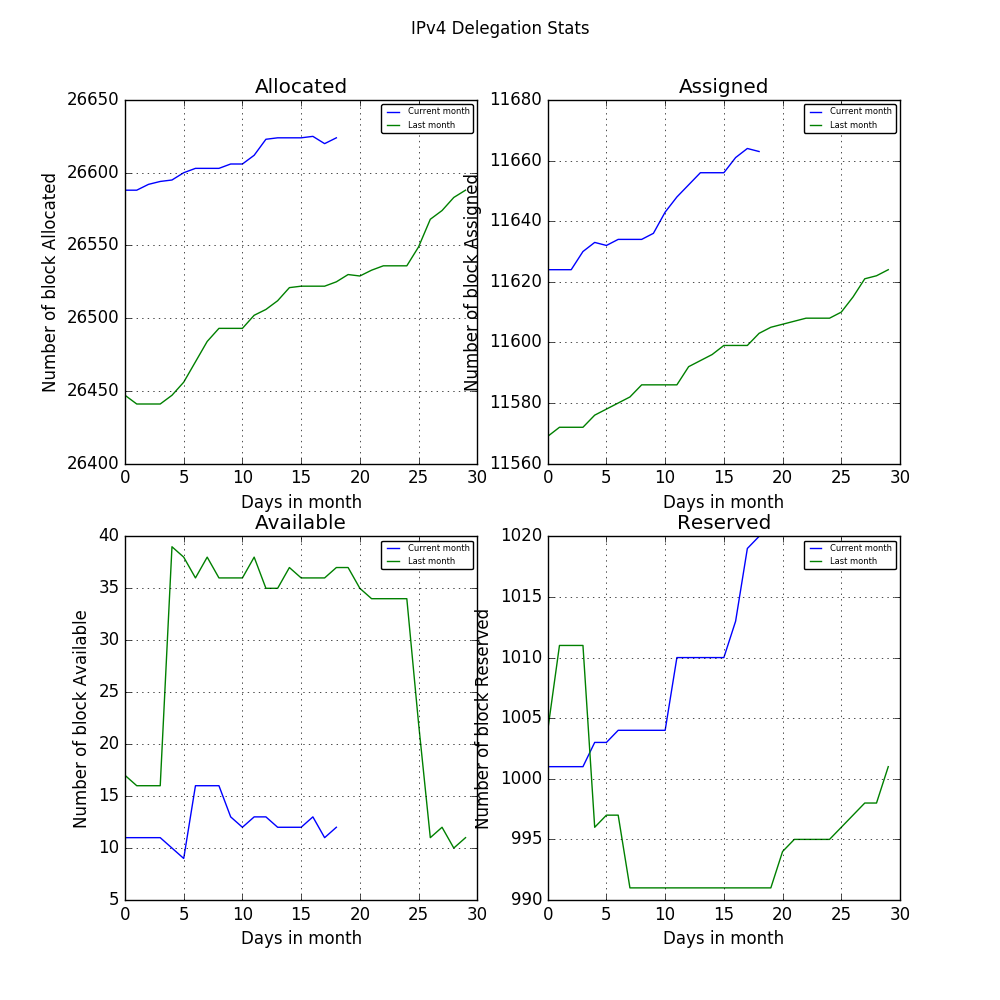 IPv4 Delegation Stats
Allocated
26650
26600
26550
26500
26450
26400
Number of block Allocated
Current month
Last month
0 5 10 15 20 25 30
Days in month
Assigned
11680
11660
11640
11620
11600
11580
11560
Number of block Assigned
Current month
Last month
0 5 10 15 20 25 30
Days in month
Available
40
35
30
25
20
15
10
5
Number of block Available
Current month
Last month
0 5 10 15 20 25 30
Days in month
Reserved
1020
1015
1010
1005
1000
995
990
Number of block Reserved
Current month
Last month
0 5 10 15 20 25 30
Days in month